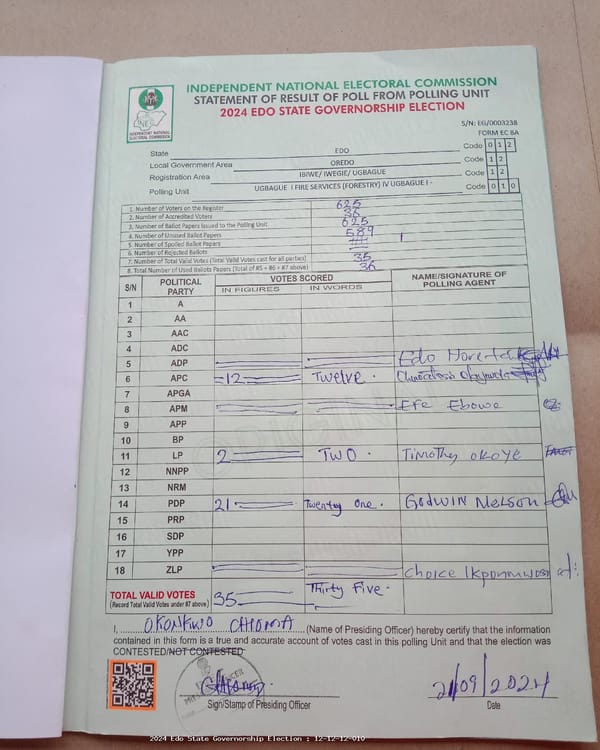 INDEPENDENT NATIONAL ELECTORAL COMMISSION
STATEMENT OF RESULT OF POLL FROM POLLING UNIT
2024 EDO STATE GOVERNORSHIP ELECTION
INEC
INDEPENDENT NATIONAL ELECTORAL COMMISSION
S/N: EG/0003238
FORM EC 8A
State EDO Code 0 1 2
Local Government Area OREDO Code 1 2
Registration Area IBIWE/ IWEGIE/ UGBAGUE Code 1 2
Polling Unit UGBAGUE I FIRE SERVICES (FORESTRY) IV UGBAGUE I - Code 0 1 0
1. Number of Voters on the Register 625
2. Number of Accredited Voters 36
3. Number of Ballot Papers Issued to the Polling Unit 625
4. Number of Unused Ballot Papers 589
5. Number of Spoiled Ballot Papers
6. Number of Rejected Ballots 1
7. Number of Total Valid Votes (Total Valid Votes cast for all parties) 35
8. Total Number of Used Ballots Papers (Total of #5 + #6 + #7 above) 36
S/N POLITICAL PARTY VOTES SCORED NAME/SIGNATURE OF POLLING AGENT
IN FIGURES IN WORDS
1 A
2 AA
3 AAC
4 ADC
5 ADP Edo
6 APC =12 Twelve.
7 APGA
8 APM Efe Ebowe
9 APP
10 BP
11 LP 2 TWO. Timothy okoye
12 NNPP
13 NRM
14 PDP 21 Twenty One. Godwin Nelson
15 PRP
16 SDP
17 YPP
18 ZLP Choice
TOTAL VALID VOTES 35 Thirty Five.
(Record Total Valid Votes under #7 above)
I, OKONKWO CHIOMA (Name of Presiding Officer) hereby certify that the information
contained in this form is a true and accurate account of votes cast in this polling Unit and that the election was
CONTESTED/NOT CONTESTED
21/09/2024
Sign/Stamp of Presiding Officer Date
2024 Edo State Governorship Election : 12-12-12-010